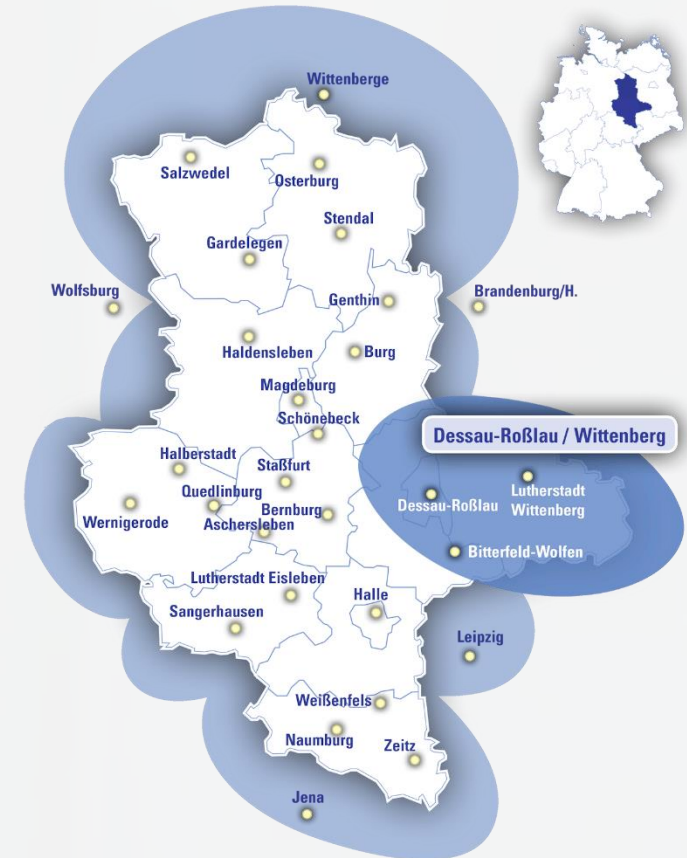 Wittenberge
Salzwedel
Osterburg
Stendal
Gardelegen
Wolfsburg
Genthin
Brandenburg/H.
Haldensleben
Burg
Magdeburg
Schönebeck
Dessau-Roßlau / Wittenberg
Halberstadt
Staßfurt
Quedlinburg
Dessau-Roßlau
Lutherstadt
Wittenberg
Wernigerode
Bernburg
Aschersleben
Bitterfeld-Wolfen
Lutherstadt Eisleben
Halle
Sangerhausen
Leipzig
Weißenfels
Naumburg
Zeitz
Jena